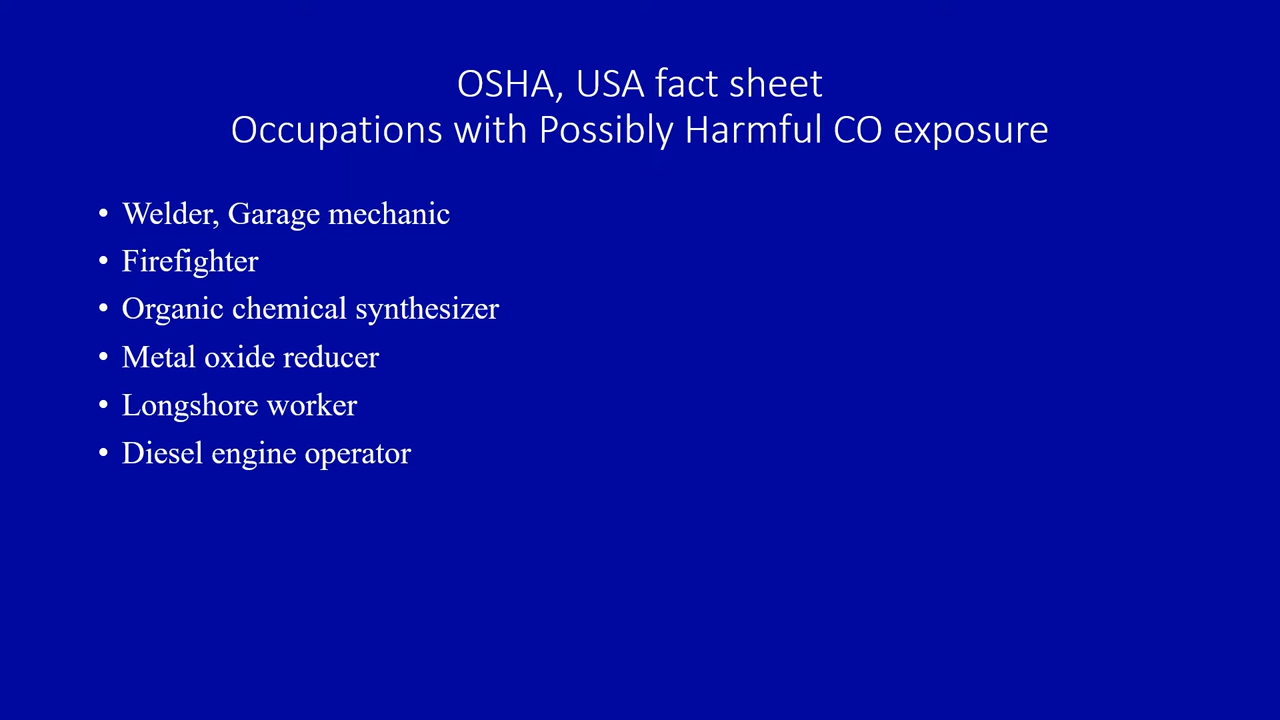 OSHA, USA fact sheet
Occupations with Possibly Harmful CO exposure
• Welder, Garage mechanic
• Firefighter
• Organic chemical synthesizer
• Metal oxide reducer
• Longshore worker
• Diesel engine operator